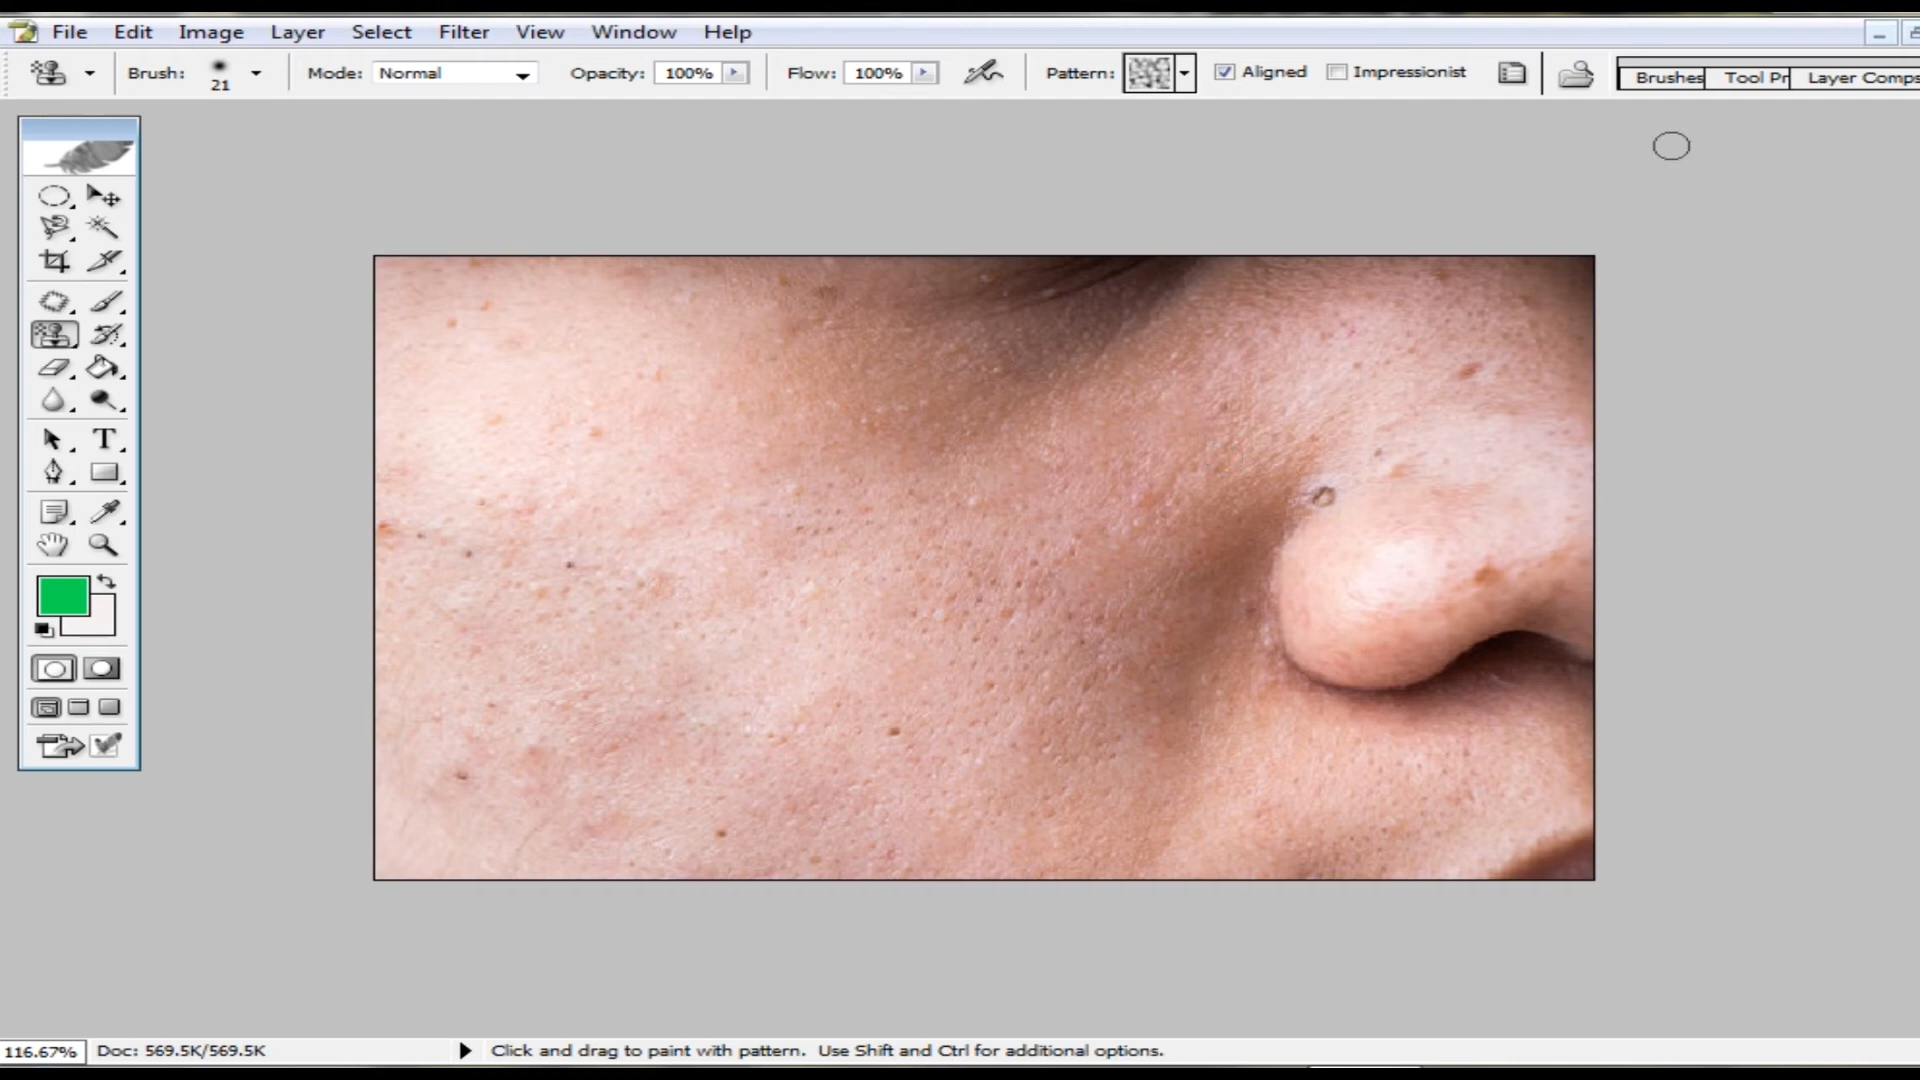 File Edit Image Layer Select Filter View Window Help
Brush: 21 Mode: Normal Opacity: 100% Flow: 100% Pattern: Aligned Impressionist Brushes Tool Pr Layer Comps
T
116.67% Doc: 569.5K/569.5K Click and drag to paint with pattern. Use Shift and Ctrl for additional options.